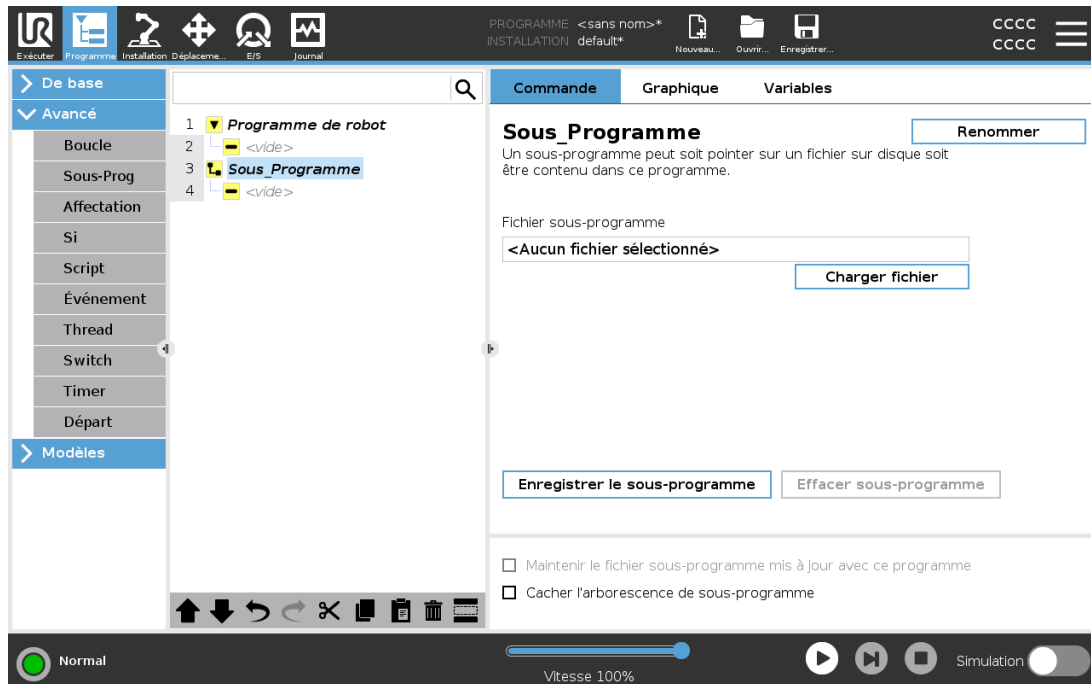 PROGRAMME <sans nom>*
INSTALLATION default*
CCCC
CCCC
Exécuter Programme Installation Déplaceme... E/S Journal
Nouveau... Ouvrir... Enregistrer...
De base
Avancé
Boucle
Sous-Prog
Affectation
Si
Script
Événement
Thread
Switch
Timer
Départ
Modèles
1 Programme de robot
2 <vide>
3 Sous_Programme
4 <vide>
Commande Graphique Variables
Sous_Programme
Renommer
Un sous-programme peut soit pointer sur un fichier sur disque soit
être contenu dans ce programme.
Fichier sous-programme
<Aucun fichier sélectionné>
Charger fichier
Enregistrer le sous-programme
Effacer sous-programme
Maintenir le fichier sous-programme mis à jour avec ce programme
Cacher l'arborescence de sous-programme
Normal
Vitesse 100%
Simulation